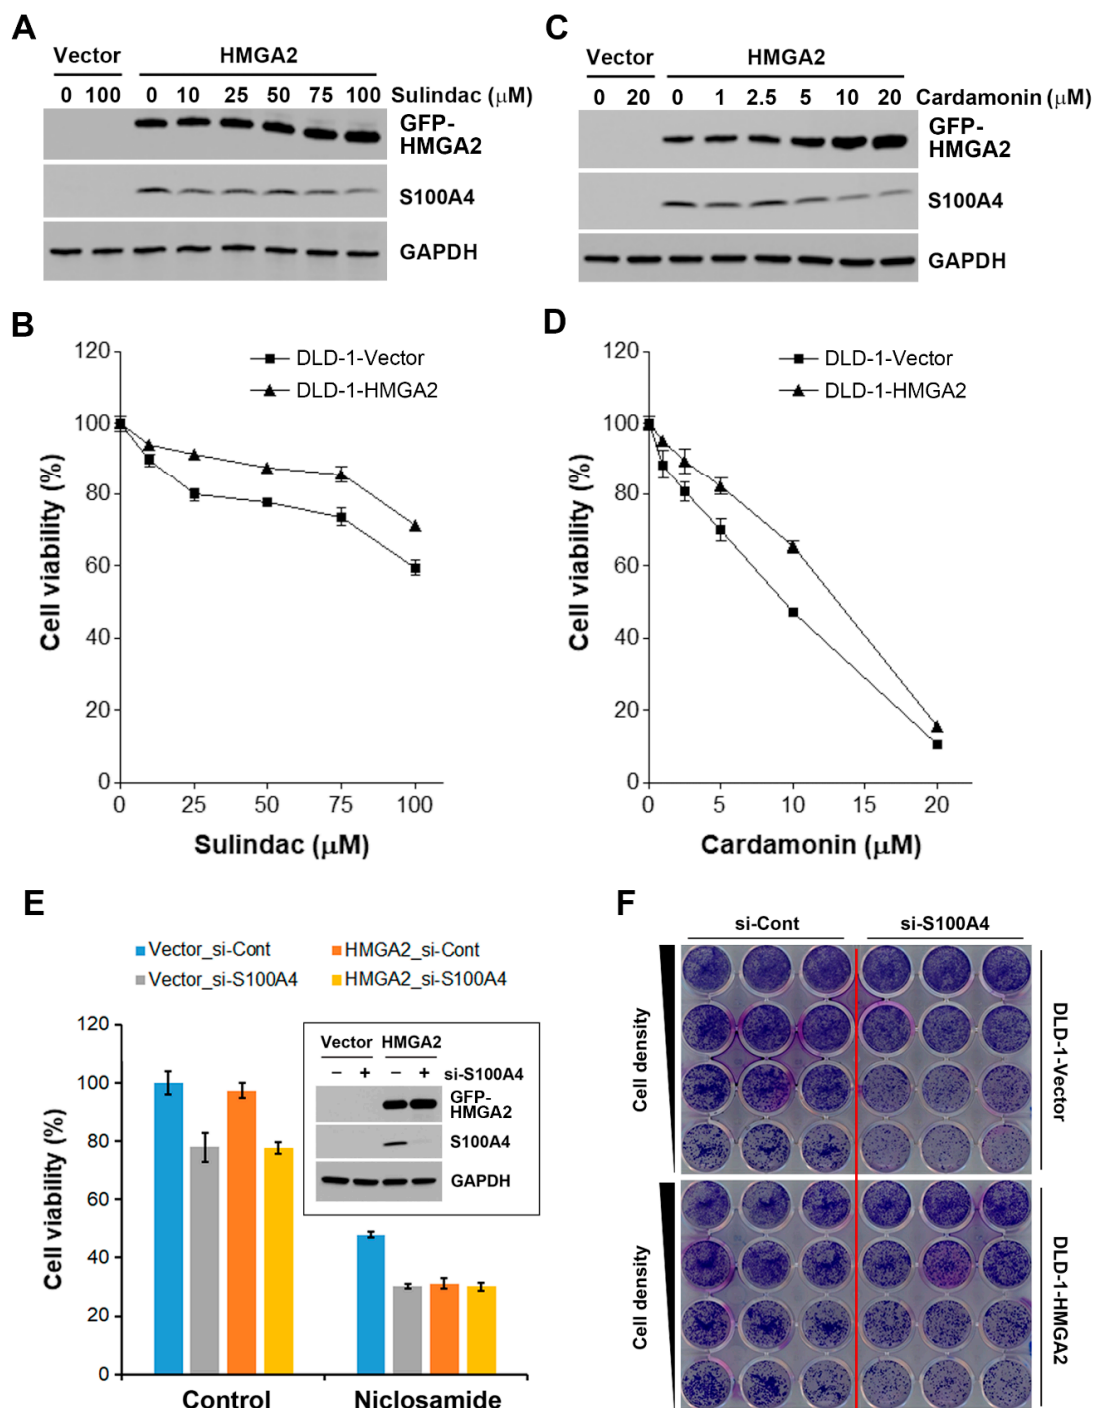 A
Vector HMGA2
0 100 0 10 25 50 75 100 Sulindac (μM)
GFP-
HMGA2
S100A4
GAPDH
C
Vector HMGA2
0 20 0 1 2.5 5 10 20 Cardamonin (μM)
GFP-
HMGA2
S100A4
GAPDH
B
120
100
80
60
40
20
0
Cell viability (%)
DLD-1-Vector
DLD-1-HMGA2
0 25 50 75 100
Sulindac (μM)
D
120
100
80
60
40
20
0
Cell viability (%)
DLD-1-Vector
DLD-1-HMGA2
0 5 10 15 20
Cardamonin (μM)
E
Vector_si-Cont HMGA2_si-Cont
Vector_si-S100A4 HMGA2_si-S100A4
120
100
80
60
40
20
0
Cell viability (%)
Vector HMGA2
– + – + si-S100A4
GFP-
HMGA2
S100A4
GAPDH
Control Niclosamide
F
si-Cont si-S100A4
Cell density
DLD-1-Vector
Cell density
DLD-1-HMGA2